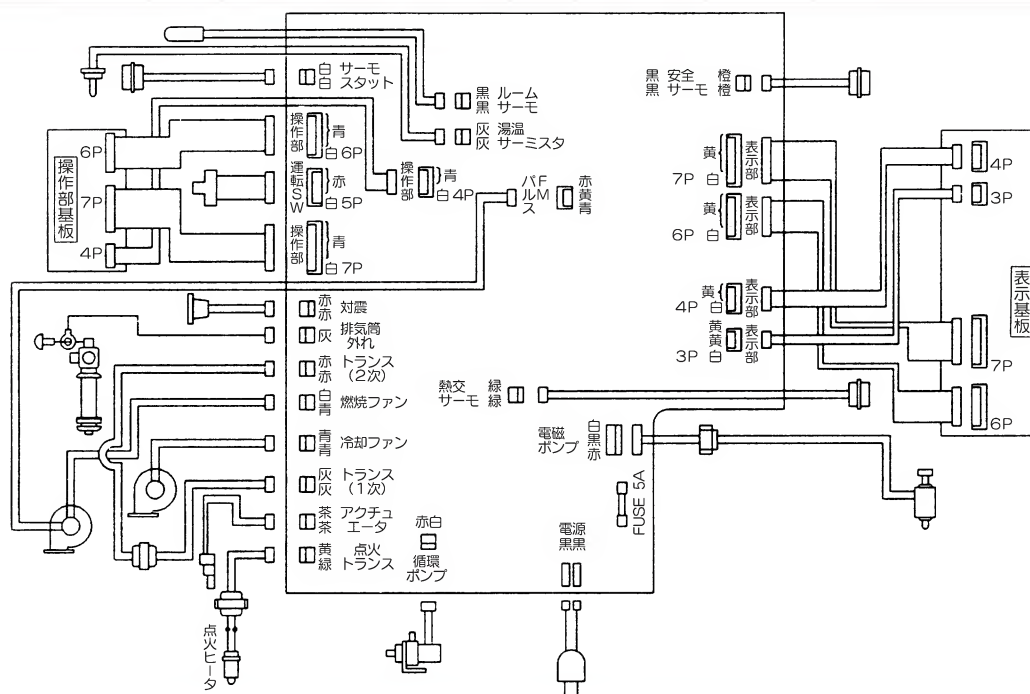 白 サーモ
白 スタット
黒 ルーム
黒 サーモ
灰 湯温
灰 サーミスタ
黒 安全 橙
黒 サーモ 橙
操作部基板
6P
7P
4P
操作部
青
白 6P
運転SW
赤
白 5P
操作部
青
白 7P
操作部
青
白 4P
FM
パルス
赤
黄
青
黄
7P 白
表示部
黄
6P 白
表示部
黄
4P 白
表示部
黄
黄
3P 白
表示部
4P
3P
表示基板
7P
6P
赤
赤 対震
灰 排気筒
外れ
赤 トランス
赤 (2次)
白
青 燃焼ファン
青
青 冷却ファン
灰 トランス
灰 (1次)
茶 アクチュ
茶 エータ
黄 点火
緑 トランス
点火ヒータ
熱交 緑
サーモ 緑
電磁
ポンプ
白
黒
赤
FUSE 5A
赤白
循環
ポンプ
電源
黒黒